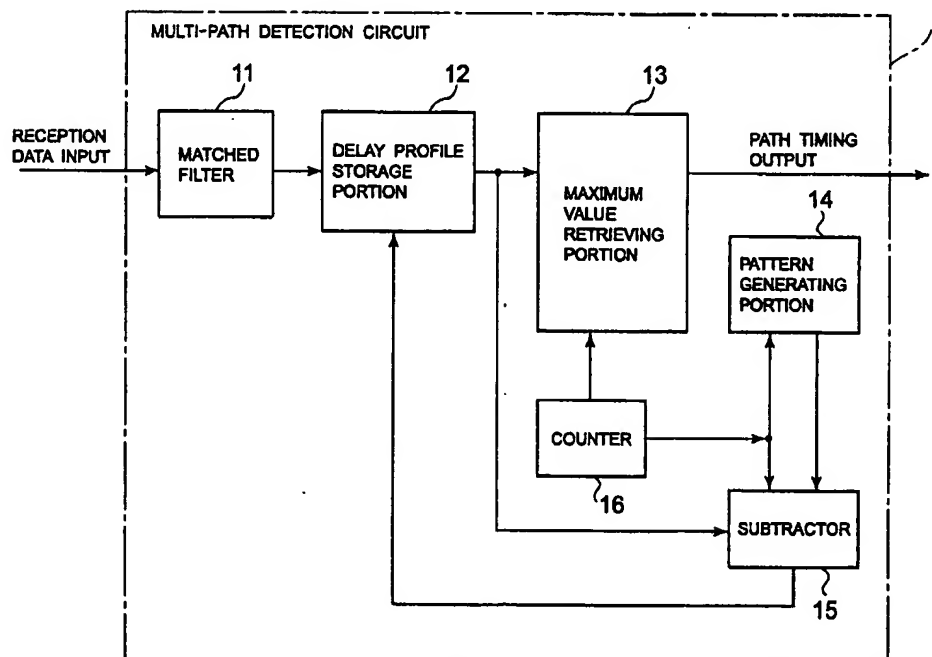 MULTI-PATH DETECTION CIRCUIT
11
12
13
RECEPTION
DATA INPUT
MATCHED
FILTER
DELAY PROFILE
STORAGE
PORTION
MAXIMUM
VALUE
RETRIEVING
PORTION
PATH TIMING
OUTPUT
14
PATTERN
GENERATING
PORTION
COUNTER
16
SUBTRACTOR
15